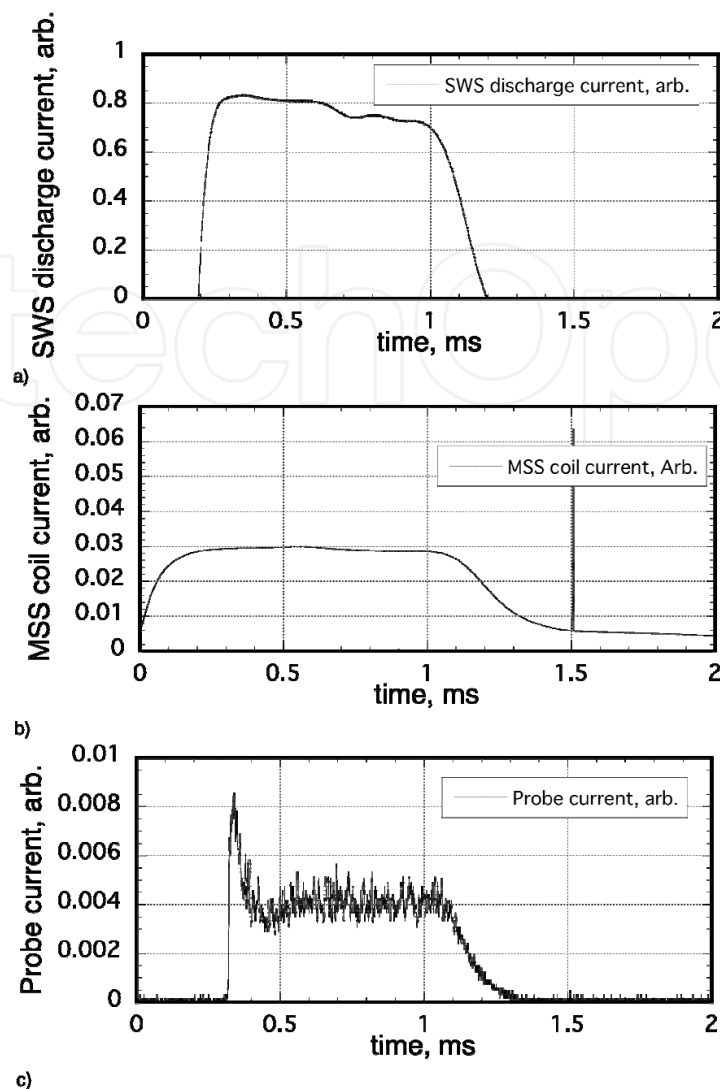 SWS discharge current, arb.
1
0.8
0.6
0.4
0.2
0
SWS discharge current, arb.
0 0.5 1 1.5 2
time, ms
a)
MSS coil current, arb.
0.07
0.06
0.05
0.04
0.03
0.02
0.01
0
MSS coil current, Arb.
0 0.5 1 1.5 2
time, ms
b)
Probe current, arb.
0.01
0.008
0.006
0.004
0.002
0
Probe current, arb.
0 0.5 1 1.5 2
time, ms
c)